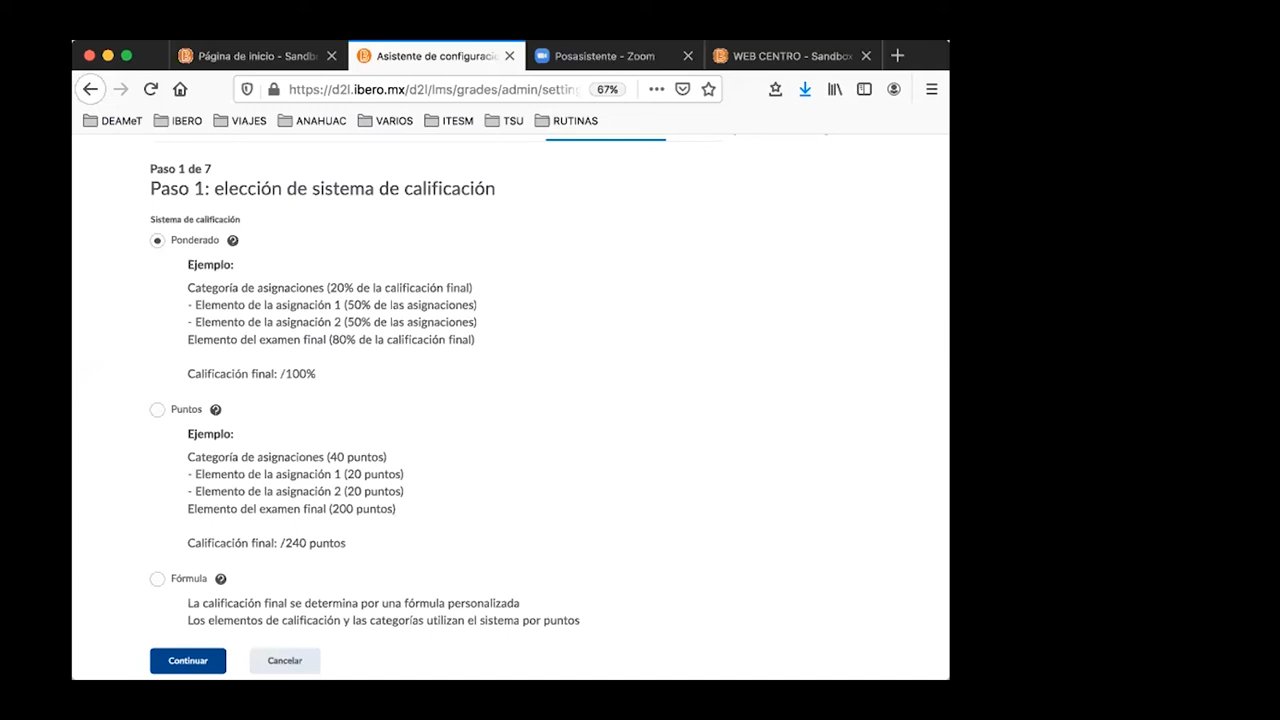 Página de inicio - Sandb
Asistente de configuraci
Posasistente - Zoom
WEB CENTRO - Sandbox
https://d2l.ibero.mx/d2l/lms/grades/admin/settin
67%
DEAMeT
IBERO
VIAJES
ANAHUAC
VARIOS
ITESM
TSU
RUTINAS
Paso 1 de 7
Paso 1: elección de sistema de calificación
Sistema de calificación
Ponderado
Ejemplo:
Categoría de asignaciones (20% de la calificación final)
- Elemento de la asignación 1 (50% de las asignaciones)
- Elemento de la asignación 2 (50% de las asignaciones)
Elemento del examen final (80% de la calificación final)
Calificación final: /100%
Puntos
Ejemplo:
Categoría de asignaciones (40 puntos)
- Elemento de la asignación 1 (20 puntos)
- Elemento de la asignación 2 (20 puntos)
Elemento del examen final (200 puntos)
Calificación final: /240 puntos
Fórmula
La calificación final se determina por una fórmula personalizada
Los elementos de calificación y las categorías utilizan el sistema por puntos
Continuar
Cancelar